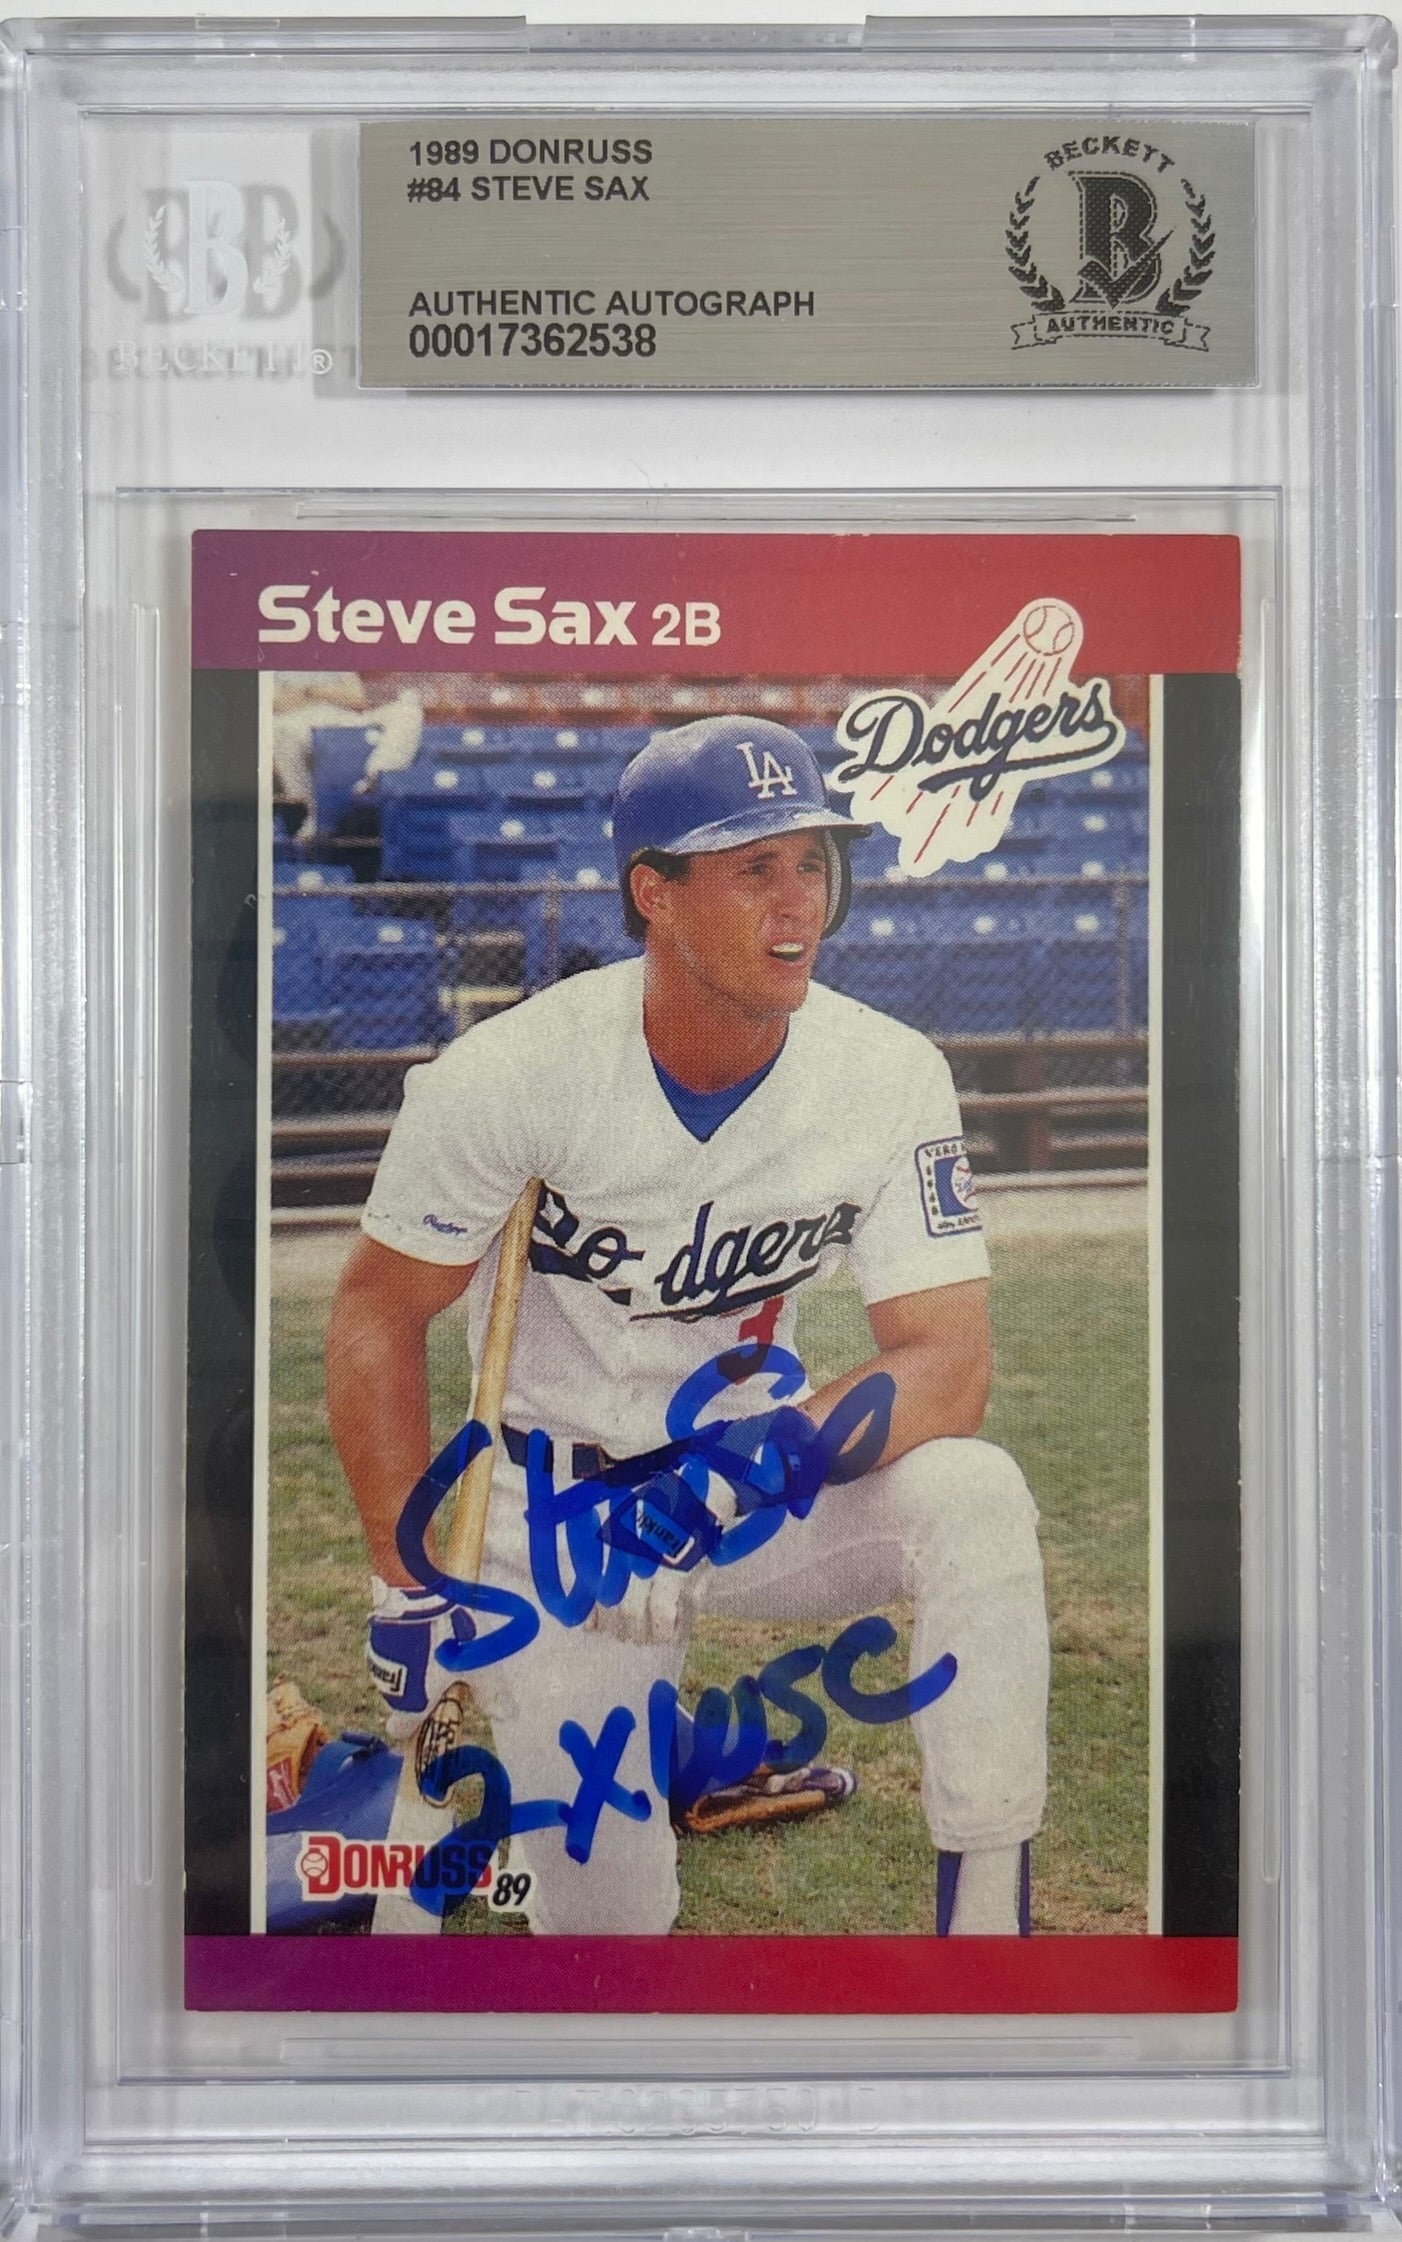 1989 DONRUSS
#84 STEVE SAX
AUTHENTIC AUTOGRAPH
00017362538
BECKETT
B
AUTHENTIC
B
BECKETT®
Steve Sax 2B
Dodgers
LA
Dodgers
3
Steve Sax
2X WSC
DONRUSS 89